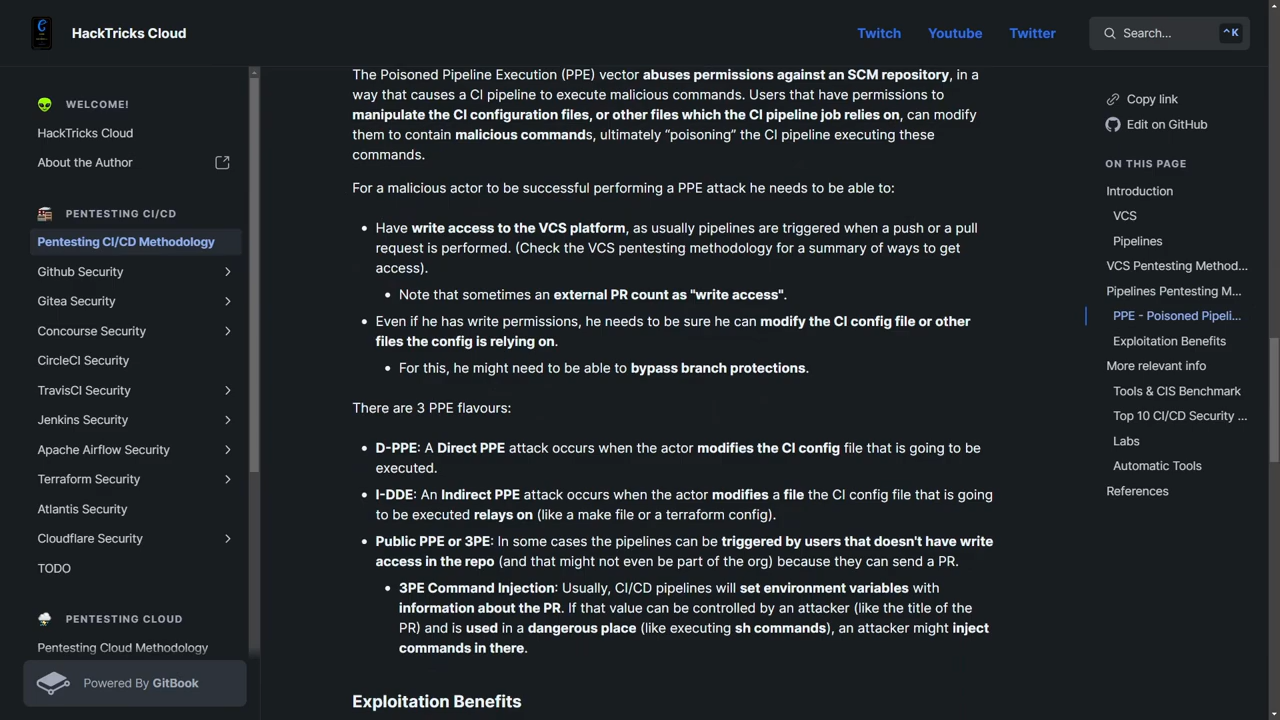 HackTricks Cloud
Twitch
Youtube
Twitter
Search...
^K
WELCOME!
HackTricks Cloud
About the Author
PENTESTING CI/CD
Pentesting CI/CD Methodology
Github Security
Gitea Security
Concourse Security
CircleCI Security
TravisCI Security
Jenkins Security
Apache Airflow Security
Terraform Security
Atlantis Security
Cloudflare Security
TODO
PENTESTING CLOUD
Pentesting Cloud Methodology
Powered By GitBook
The Poisoned Pipeline Execution (PPE) vector abuses permissions against an SCM repository, in a
way that causes a CI pipeline to execute malicious commands. Users that have permissions to
manipulate the CI configuration files, or other files which the CI pipeline job relies on, can modify
them to contain malicious commands, ultimately “poisoning” the CI pipeline executing these
commands.
For a malicious actor to be successful performing a PPE attack he needs to be able to:
• Have write access to the VCS platform, as usually pipelines are triggered when a push or a pull
request is performed. (Check the VCS pentesting methodology for a summary of ways to get
access).
• Note that sometimes an external PR count as "write access".
• Even if he has write permissions, he needs to be sure he can modify the CI config file or other
files the config is relying on.
• For this, he might need to be able to bypass branch protections.
There are 3 PPE flavours:
• D-PPE: A Direct PPE attack occurs when the actor modifies the CI config file that is going to be
executed.
• I-DDE: An Indirect PPE attack occurs when the actor modifies a file the CI config file that is going
to be executed relays on (like a make file or a terraform config).
• Public PPE or 3PE: In some cases the pipelines can be triggered by users that doesn't have write
access in the repo (and that might not even be part of the org) because they can send a PR.
• 3PE Command Injection: Usually, CI/CD pipelines will set environment variables with
information about the PR. If that value can be controlled by an attacker (like the title of the
PR) and is used in a dangerous place (like executing sh commands), an attacker might inject
commands in there.
Exploitation Benefits
Copy link
Edit on GitHub
ON THIS PAGE
Introduction
VCS
Pipelines
VCS Pentesting Method...
Pipelines Pentesting M...
PPE - Poisoned Pipeli...
Exploitation Benefits
More relevant info
Tools & CIS Benchmark
Top 10 CI/CD Security ...
Labs
Automatic Tools
References